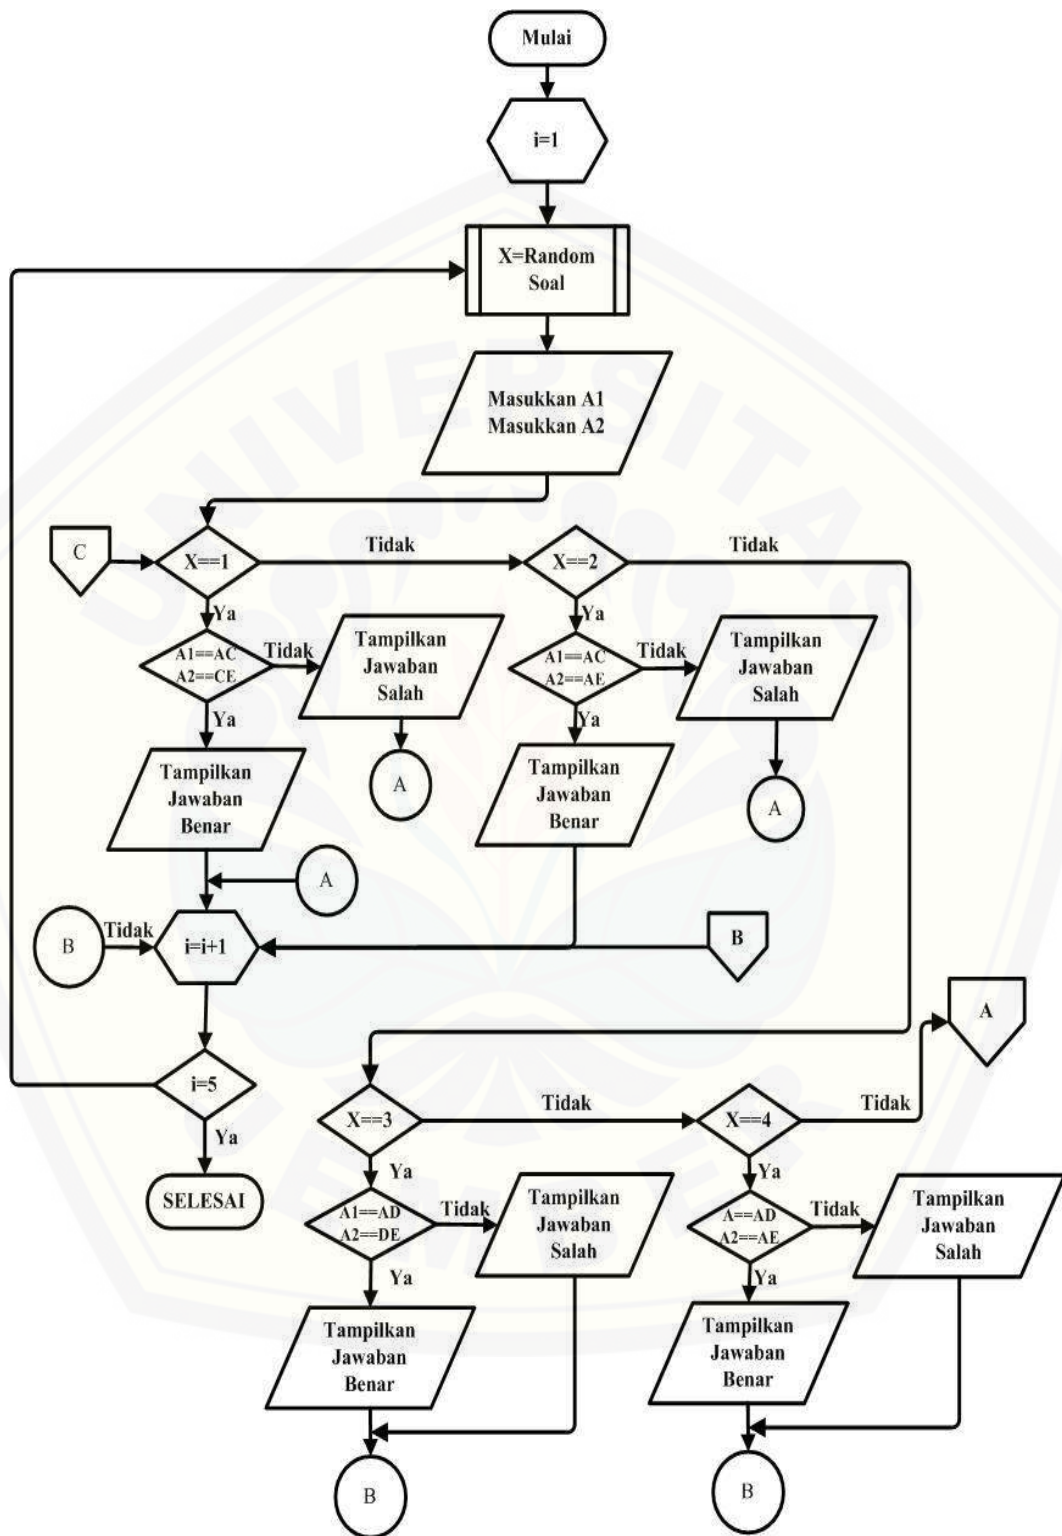 Mulai
i=1
X=Random
Soal
Masukkan A1
Masukkan A2
C
X==1
Tidak
X==2
Tidak
Ya
Ya
A1==AC
A2==CE
Tidak
Tampilkan
Jawaban
Salah
A1==AC
A2==AE
Tidak
Tampilkan
Jawaban
Salah
Ya
Ya
Tampilkan
Jawaban
Benar
A
Tampilkan
Jawaban
Benar
A
A
B
Tidak
i=i+1
B
A
i=5
Ya
SELESAI
X==3
Tidak
X==4
Tidak
Ya
Ya
A1==AD
A2==DE
Tidak
Tampilkan
Jawaban
Salah
A==AD
A2==AE
Tidak
Tampilkan
Jawaban
Salah
Ya
Ya
Tampilkan
Jawaban
Benar
Tampilkan
Jawaban
Benar
B
B
UNIVERSITAS
JEMBER